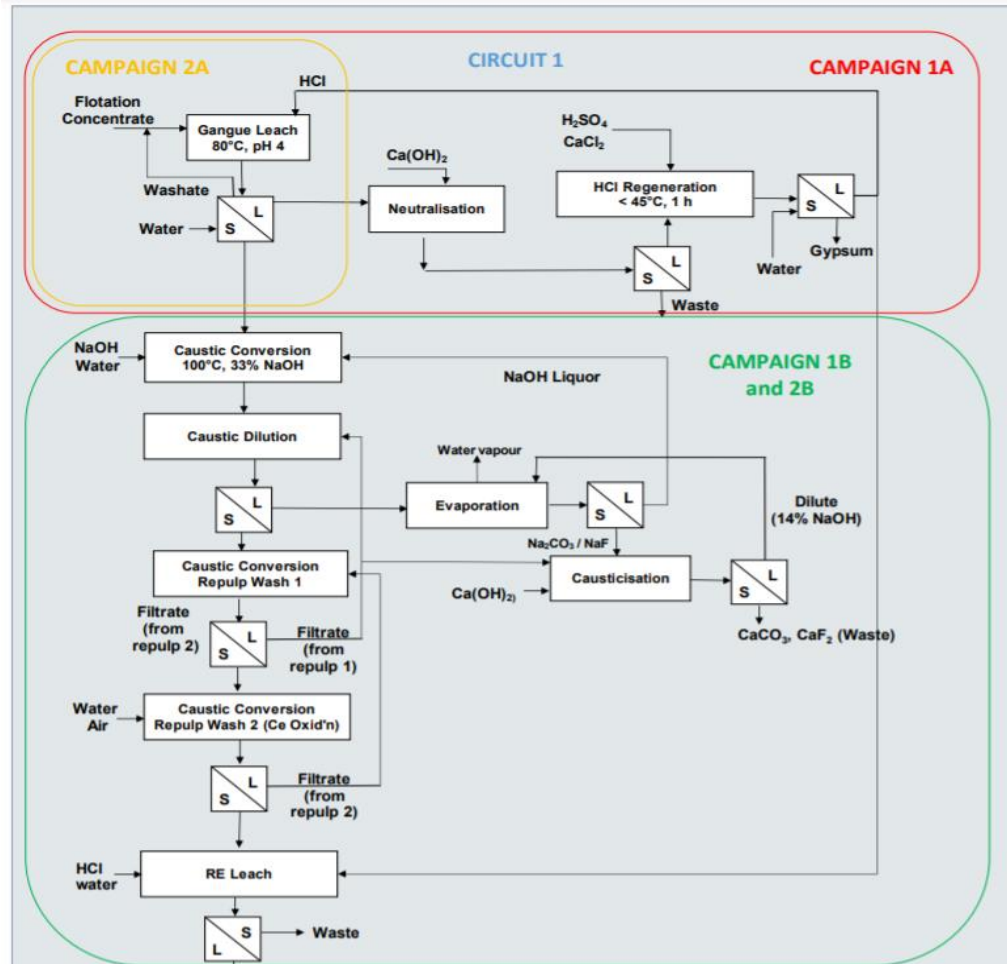 CIRCUIT 1
CAMPAIGN 2A
CAMPAIGN 1A
HCl
Flotation
Concentrate
Gangue Leach
80°C, pH 4
Washate
Water
S
L
Ca(OH)₂
Neutralisation
H₂SO₄
CaCl₂
HCl Regeneration
< 45°C, 1 h
S
L
Gypsum
Water
S
L
Waste
CAMPAIGN 1B
and 2B
NaOH
Water
Caustic Conversion
100°C, 33% NaOH
NaOH Liquor
Caustic Dilution
S
L
Water vapour
Evaporation
S
L
Dilute
(14% NaOH)
Na₂CO₃ / NaF
Caustic Conversion
Repulp Wash 1
Causticisation
Ca(OH)₂)
S
L
CaCO₃, CaF₂ (Waste)
Filtrate
(from
repulp 2)
S
L
Filtrate
(from
repulp 1)
Water
Air
Caustic Conversion
Repulp Wash 2 (Ce Oxid'n)
S
L
Filtrate
(from
repulp 2)
HCl
water
RE Leach
S
L
Waste